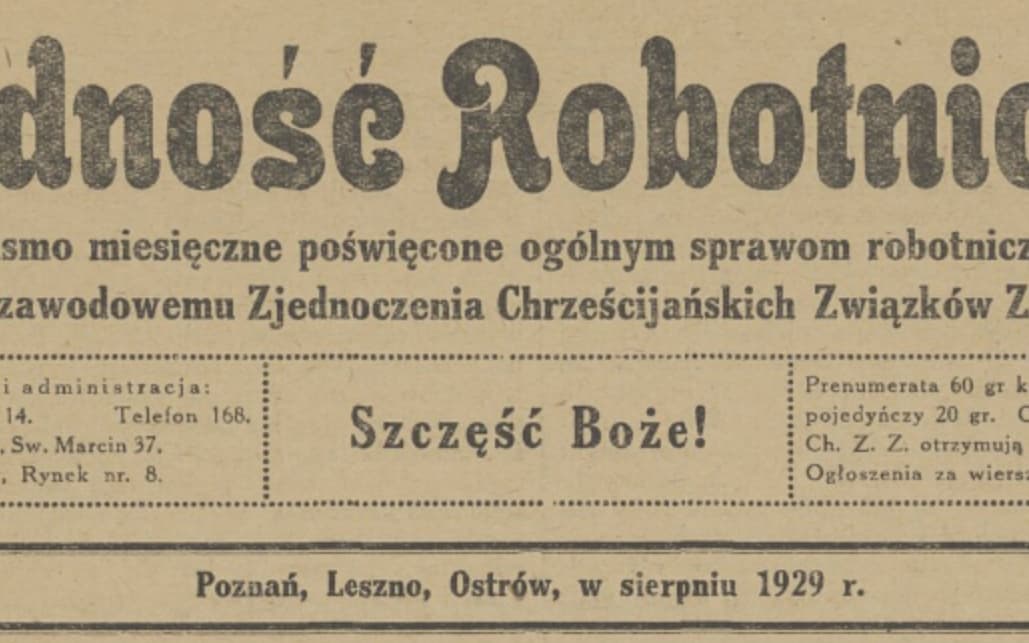 dność Robotnic
ismo miesięczne poświęcone ogólnym sprawom robotnicz
zawodowemu Zjednoczenia Chrześcijańskich Związków Z
i administracja:
14. Telefon 168.
, Sw. Marcin 37.
, Rynek nr. 8.
Szczęść Boże!
Prenumerata 60 gr k
pojedyńczy 20 gr. C
Ch. Z. Z. otrzymują
Ogłoszenia za wiersz
Poznań, Leszno, Ostrów, w sierpniu 1929 r.